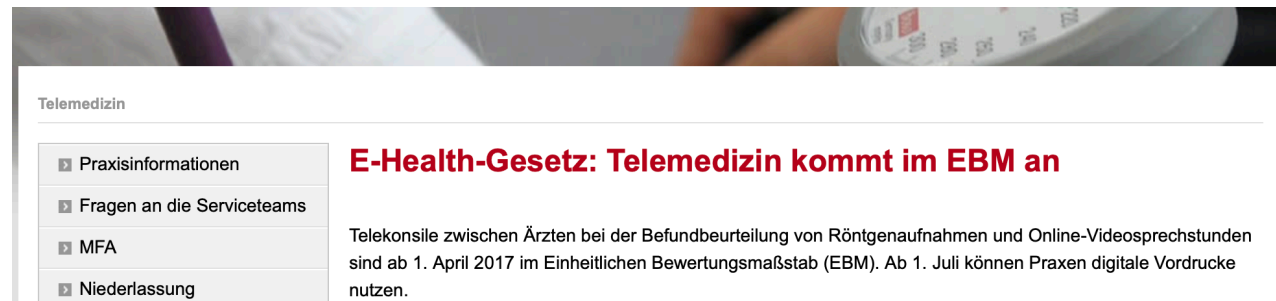 Telemedizin
Praxisinformationen
Fragen an die Serviceteams
MFA
Niederlassung
E-Health-Gesetz: Telemedizin kommt im EBM an
Telekonsile zwischen Ärzten bei der Befundbeurteilung von Röntgenaufnahmen und Online-Videosprechstunden
sind ab 1. April 2017 im Einheitlichen Bewertungsmaßstab (EBM). Ab 1. Juli können Praxen digitale Vordrucke
nutzen.